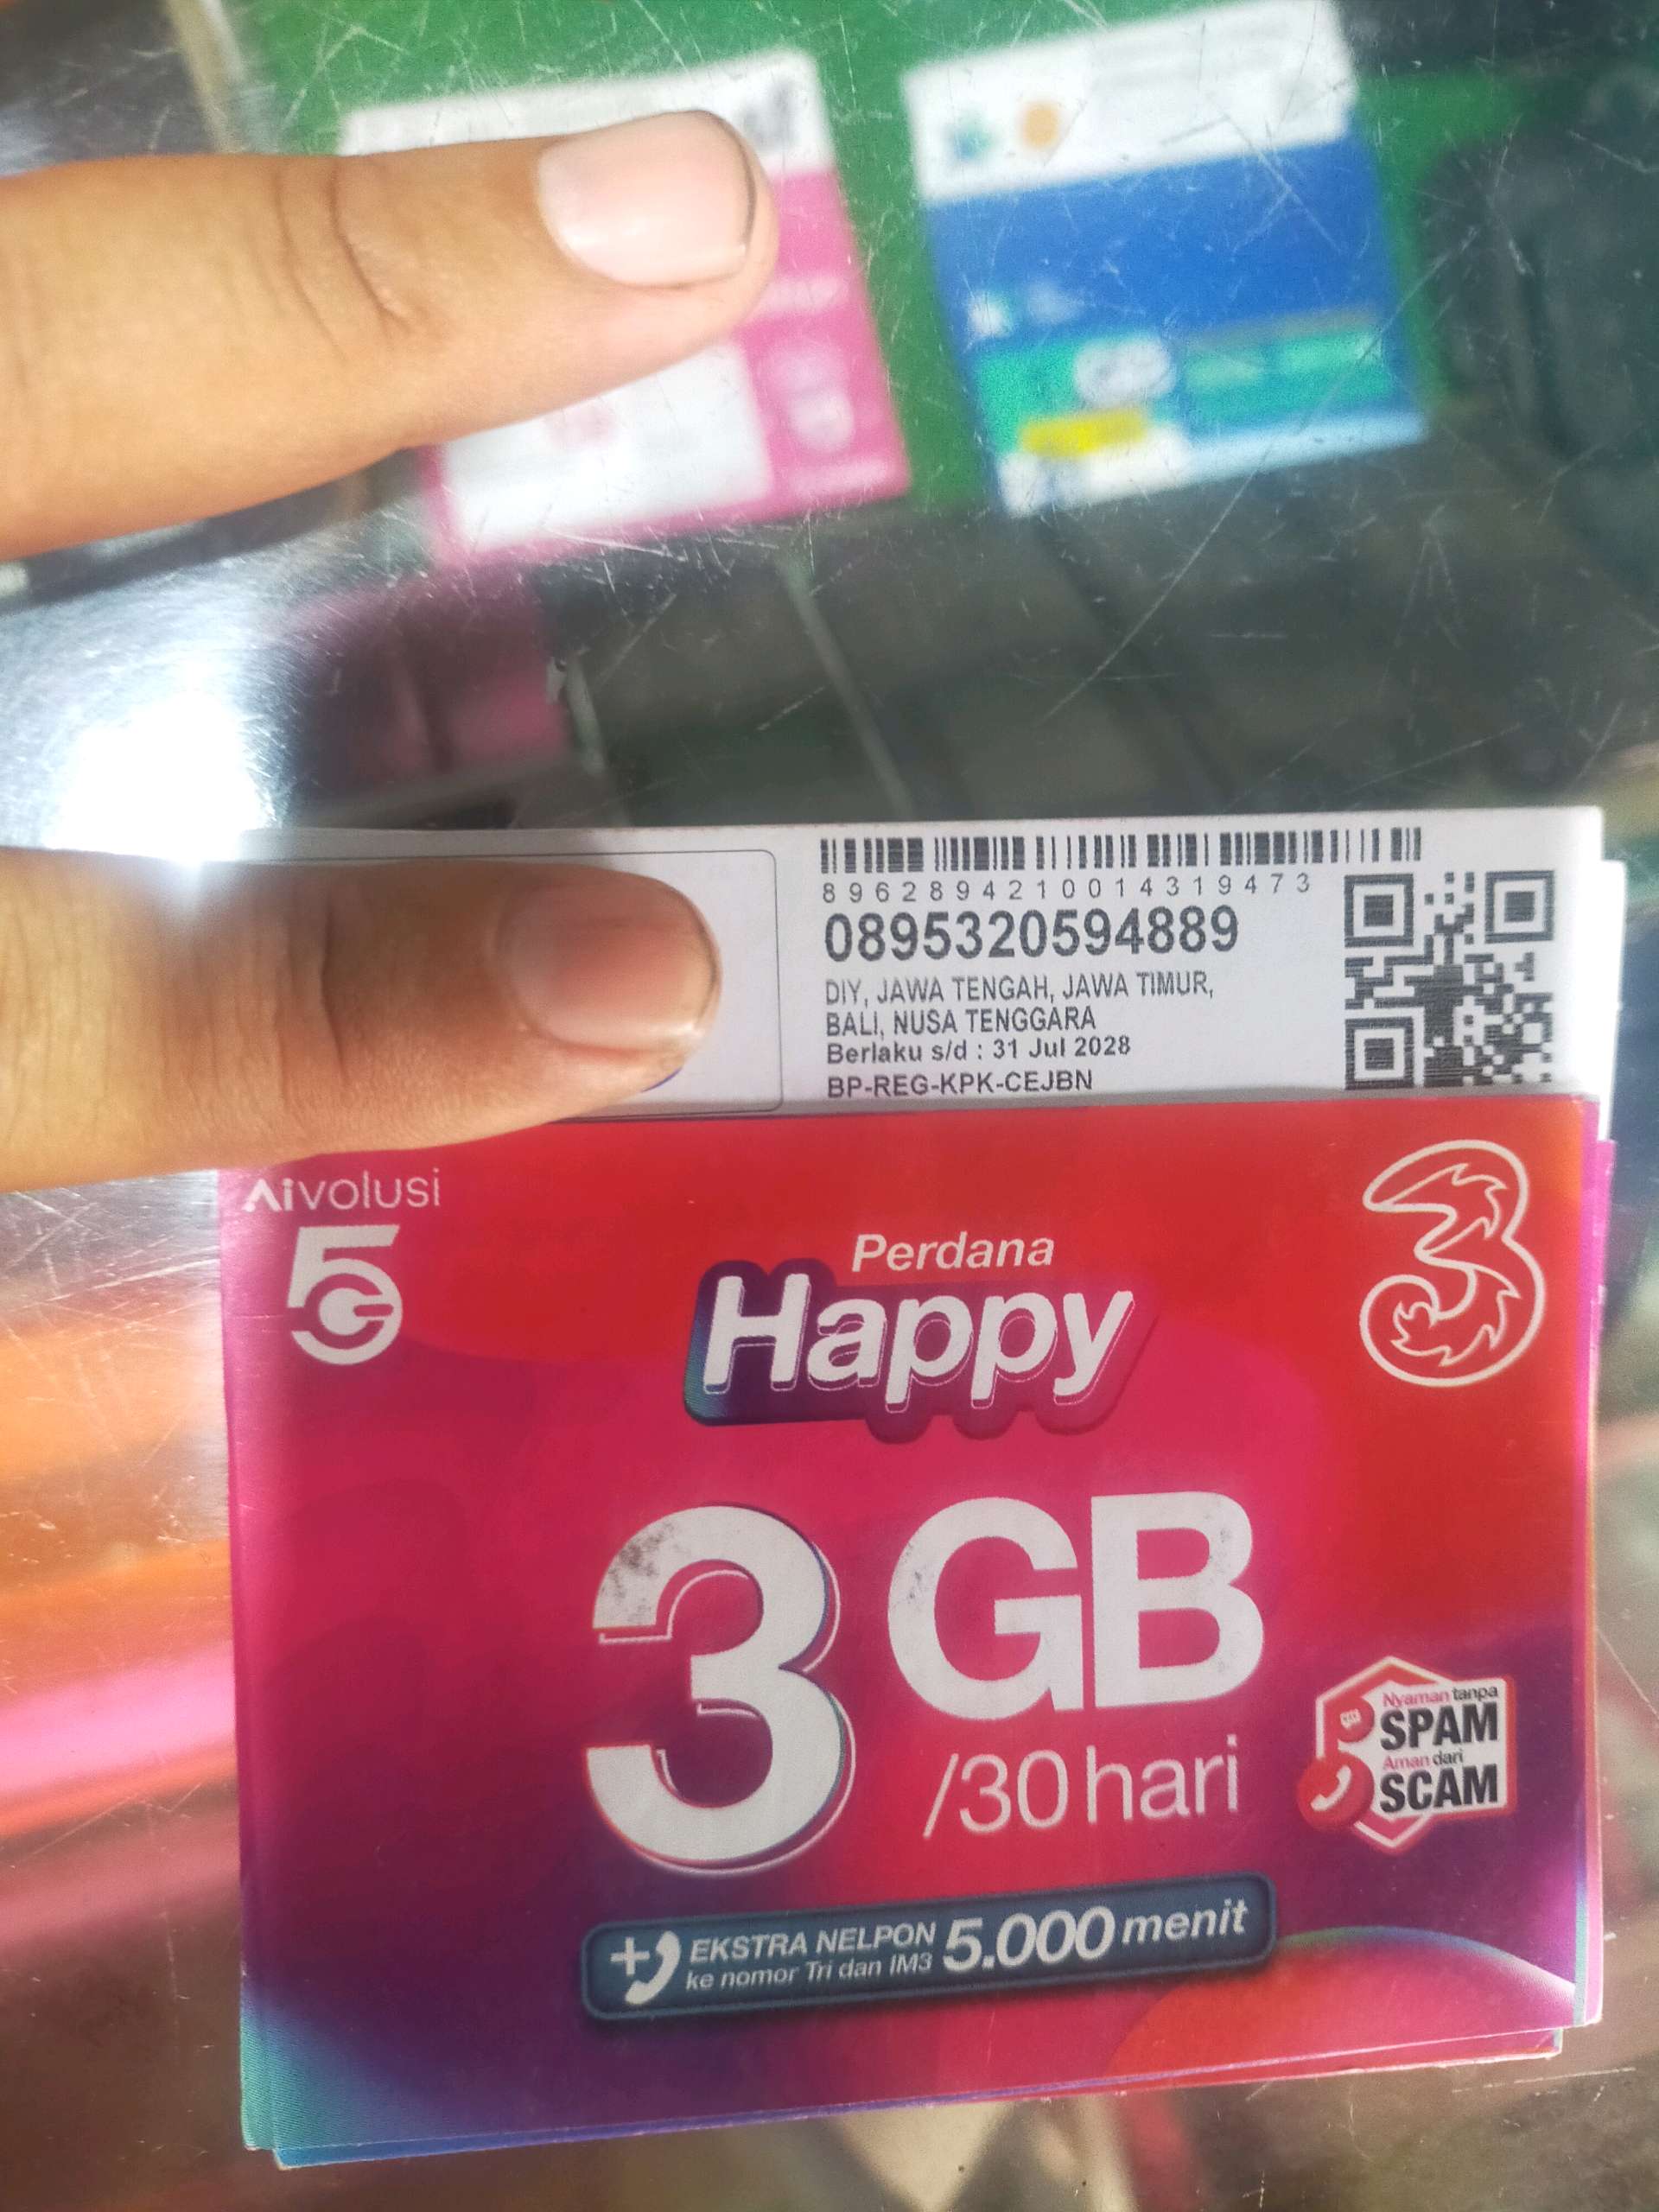 8962894210014319473
0895320594889
DIY, JAWA TENGAH, JAWA TIMUR,
BALI, NUSA TENGGARA
Berlaku s/d : 31 Jul 2028
BP-REG-KPK-CEJBN
Aivolusi
5G
3
Perdana
Happy
3 GB
/30 hari
Nyaman tanpa
SPAM
Aman dari
SCAM
EKSTRA NELPON
ke nomor Tri dan IM3
5.000 menit